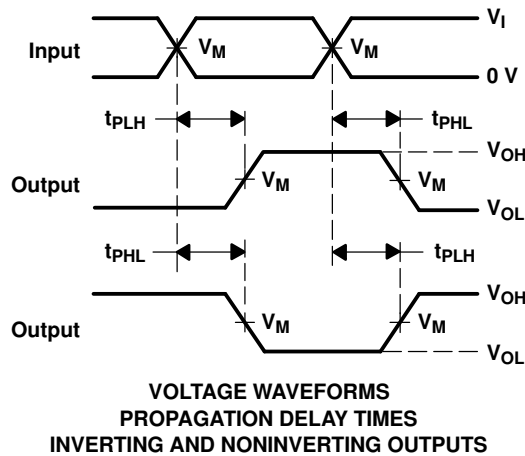 V_I
Input
V_M
V_M
0 V
t_PLH
t_PHL
V_OH
Output
V_M
V_M
V_OL
t_PHL
t_PLH
V_OH
Output
V_M
V_M
V_OL
VOLTAGE WAVEFORMS
PROPAGATION DELAY TIMES
INVERTING AND NONINVERTING OUTPUTS